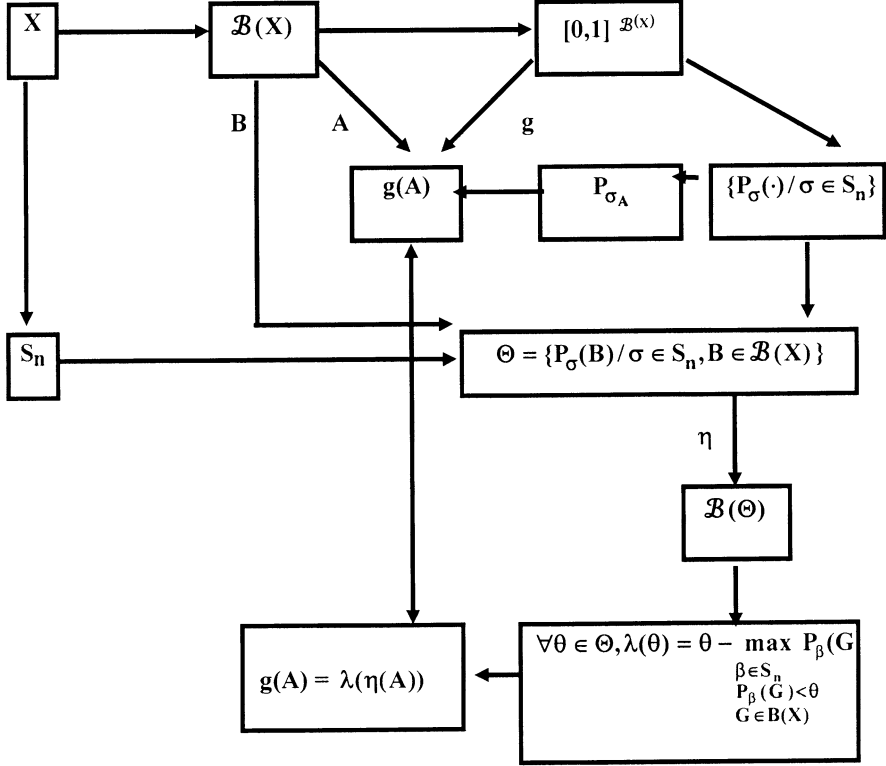 X
ℬ(X)
[0,1] ℬ(X)
B
A
g
g(A)
P_{σ_A}
{P_σ(·)/σ∈S_n}
S_n
Θ = {P_σ(B)/σ∈S_n, B∈ℬ(X)}
η
ℬ(Θ)
∀θ∈Θ, λ(θ) = θ − max P_β(G
β∈S_n
P_β(G)<θ
G∈B(X)
g(A) = λ(η(A))